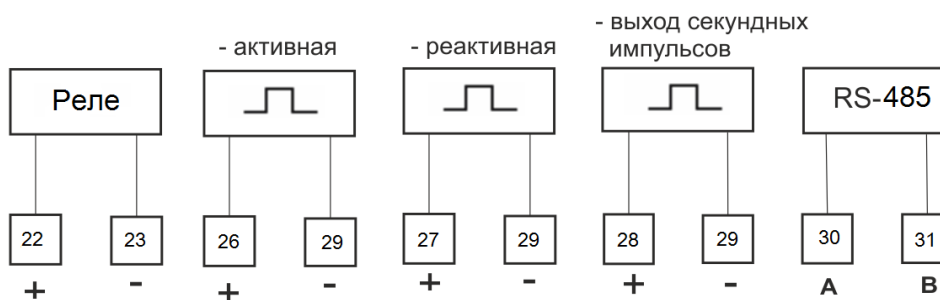 - активная
- реактивная
- выход секундных
импульсов
Реле
RS-485
22 23 26 29 27 29 28 29 30 31
+ - + - + - + - A B